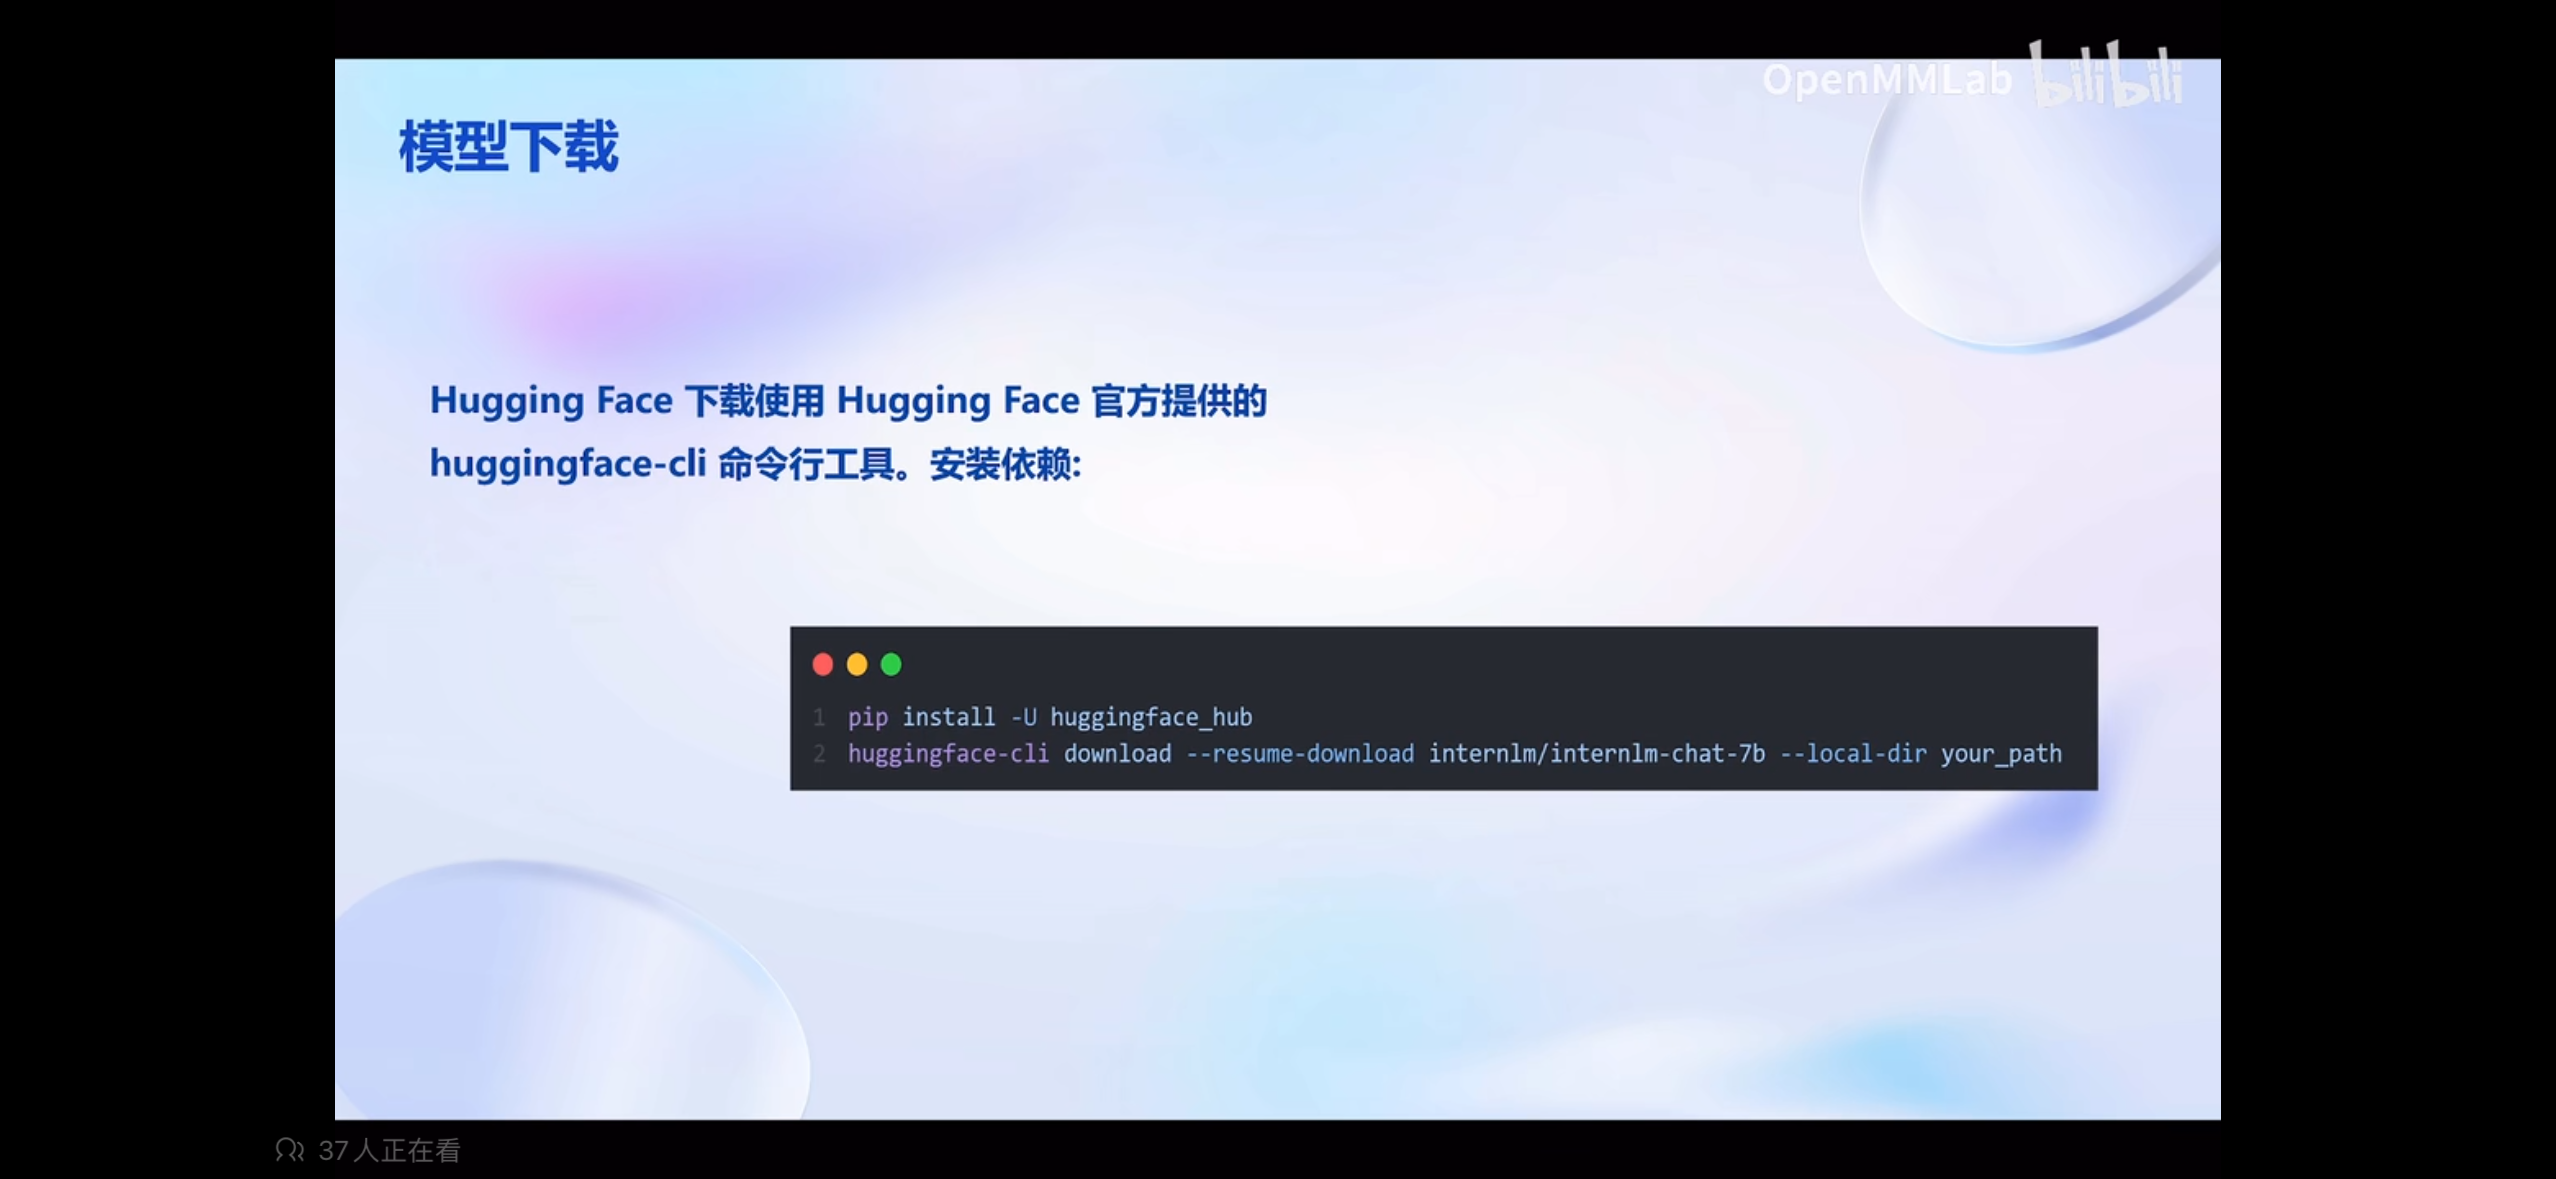 OpenMMLab bilibili
模型下载
Hugging Face 下载使用 Hugging Face 官方提供的
huggingface-cli 命令行工具。安装依赖:
1 pip install -U huggingface_hub
2 huggingface-cli download --resume-download internlm/internlm-chat-7b --local-dir your_path
37人正在看